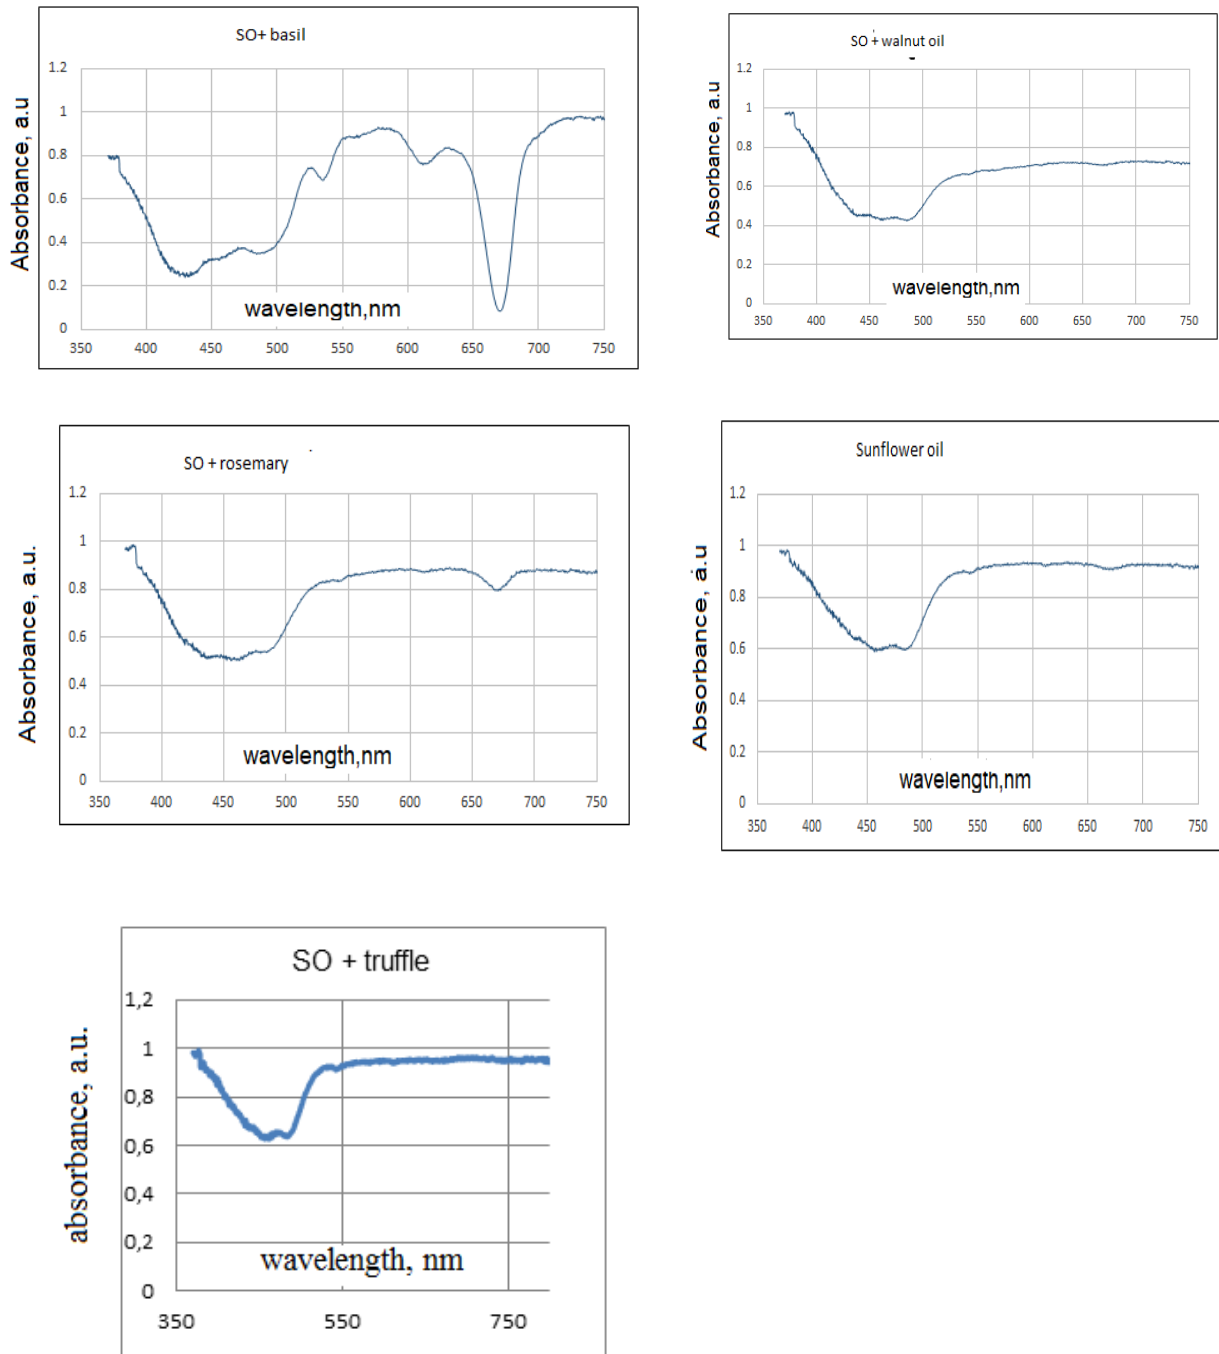 SO+ basil
Absorbance, a.u
1.2
1
0.8
0.6
0.4
0.2
0
wavelength,nm
350 400 450 500 550 600 650 700 750
SO + walnut oil
Absorbance, a.u
1.2
1
0.8
0.6
0.4
0.2
0
wavelength,nm
350 400 450 500 550 600 650 700 750
SO + rosemary
Absorbance, a.u.
1.2
1
0.8
0.6
0.4
0.2
0
wavelength,nm
350 400 450 500 550 600 650 700 750
Sunflower oil
Absorbance, a.u
1.2
1
0.8
0.6
0.4
0.2
0
wavelength,nm
350 400 450 500 550 600 650 700 750
SO + truffle
absorbance, a.u.
1,2
1
0,8
0,6
0,4
0,2
0
wavelength, nm
350 550 750